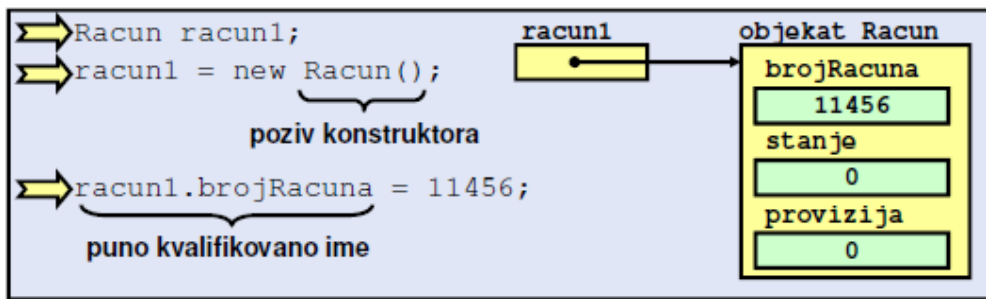 Racun racun1;
racun1 = new Racun();
poziv konstruktora
racun1.brojRacuna = 11456;
puno kvalifikovano ime
racun1
objekat Racun
brojRacuna
11456
stanje
0
provizija
0